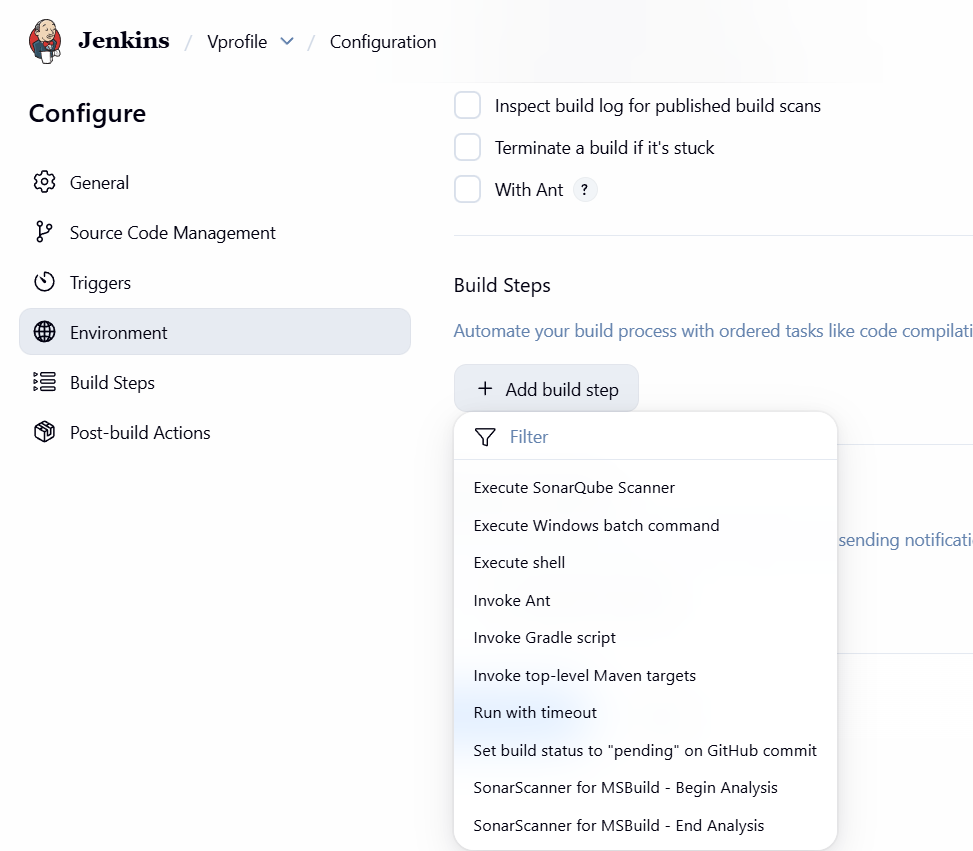 Jenkins / Vprofile / Configuration
Configure
General
Source Code Management
Triggers
Environment
Build Steps
Post-build Actions
Inspect build log for published build scans
Terminate a build if it's stuck
With Ant ?
Build Steps
Automate your build process with ordered tasks like code compilati
+ Add build step
Filter
Execute SonarQube Scanner
Execute Windows batch command
Execute shell
Invoke Ant
Invoke Gradle script
Invoke top-level Maven targets
Run with timeout
Set build status to "pending" on GitHub commit
SonarScanner for MSBuild - Begin Analysis
SonarScanner for MSBuild - End Analysis
sending notificati